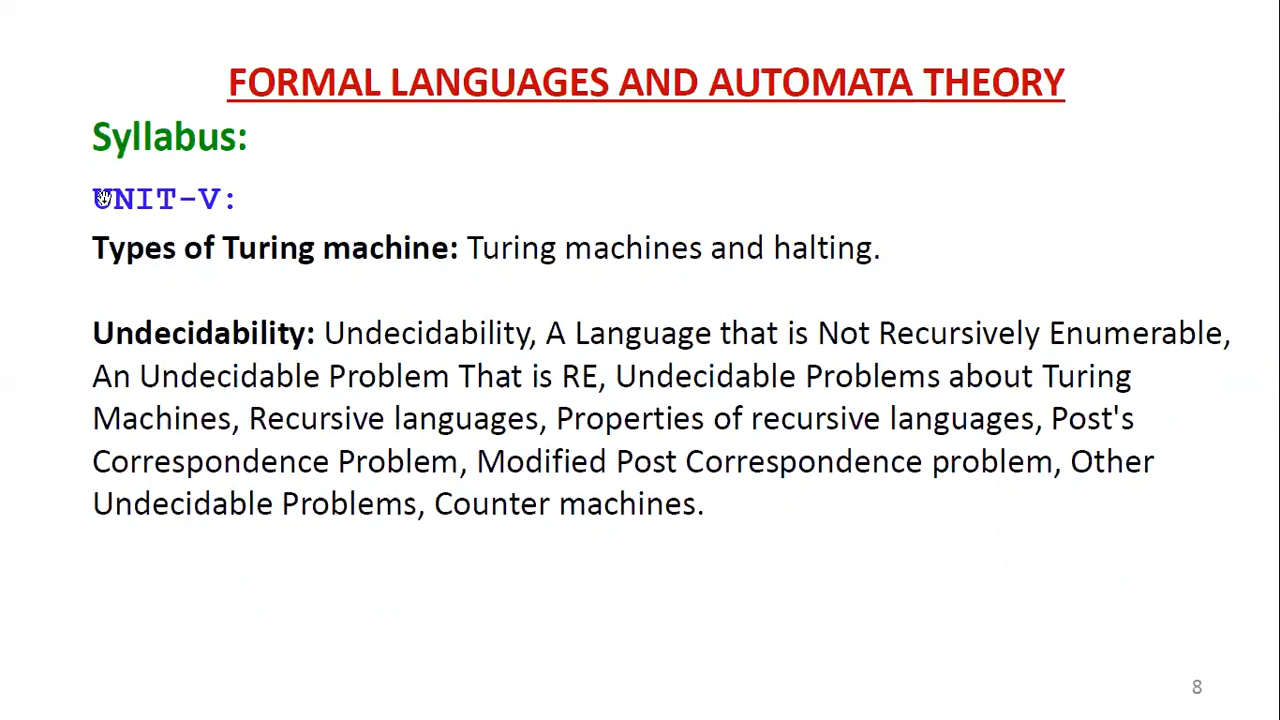 FORMAL LANGUAGES AND AUTOMATA THEORY
Syllabus:
UNIT-V:
Types of Turing machine: Turing machines and halting.
Undecidability: Undecidability, A Language that is Not Recursively Enumerable,
An Undecidable Problem That is RE, Undecidable Problems about Turing
Machines, Recursive languages, Properties of recursive languages, Post's
Correspondence Problem, Modified Post Correspondence problem, Other
Undecidable Problems, Counter machines.
8